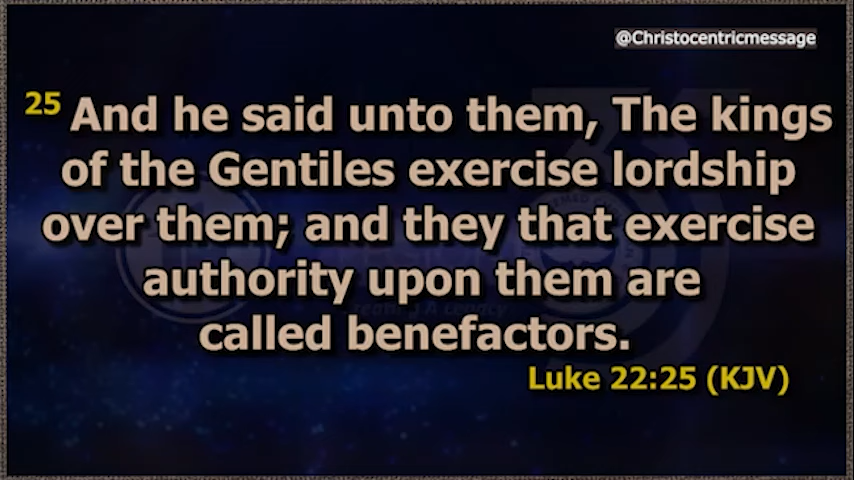 @Christocentricmessage
25 And he said unto them, The kings
of the Gentiles exercise lordship
over them; and they that exercise
authority upon them are
called benefactors.
Luke 22:25 (KJV)